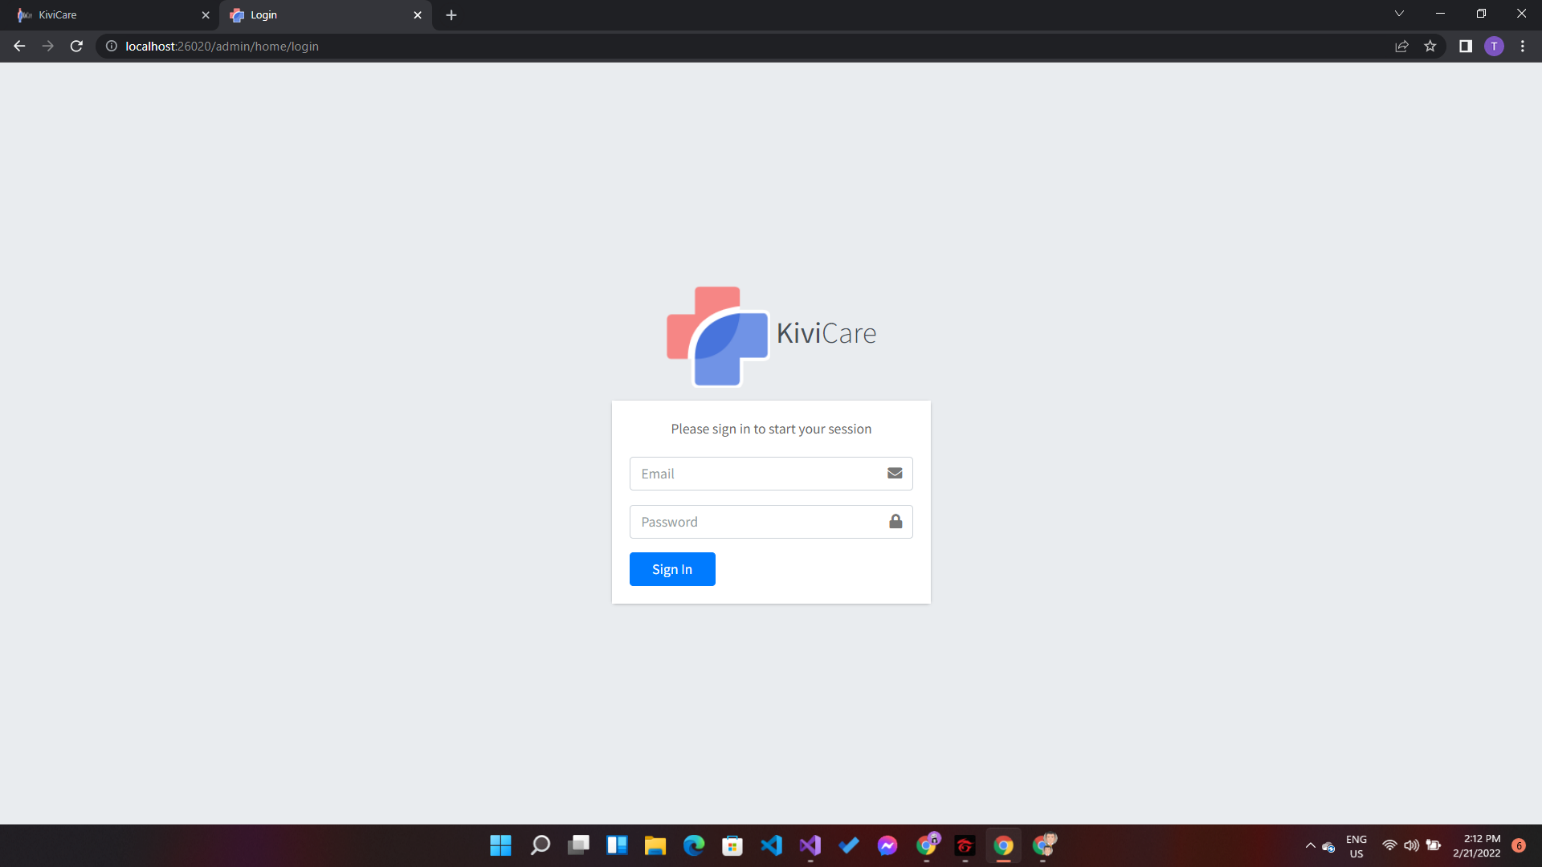 KiviCare
Login
localhost:26020/admin/home/login
T
KiviCare
Please sign in to start your session
Email
Password
Sign In
ENG
US
2:12 PM
2/21/2022
6